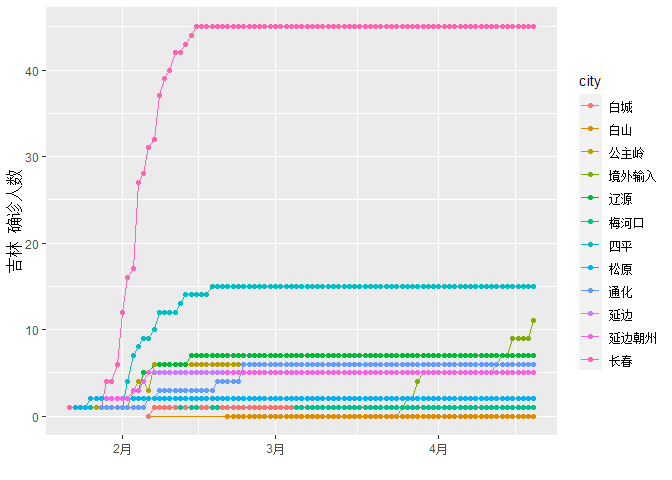 吉林 确诊人数
40
30
20
10
0
2月
3月
4月
city
白城
白山
公主岭
境外输入
辽源
梅河口
四平
松原
通化
延边
延边朝州
长春